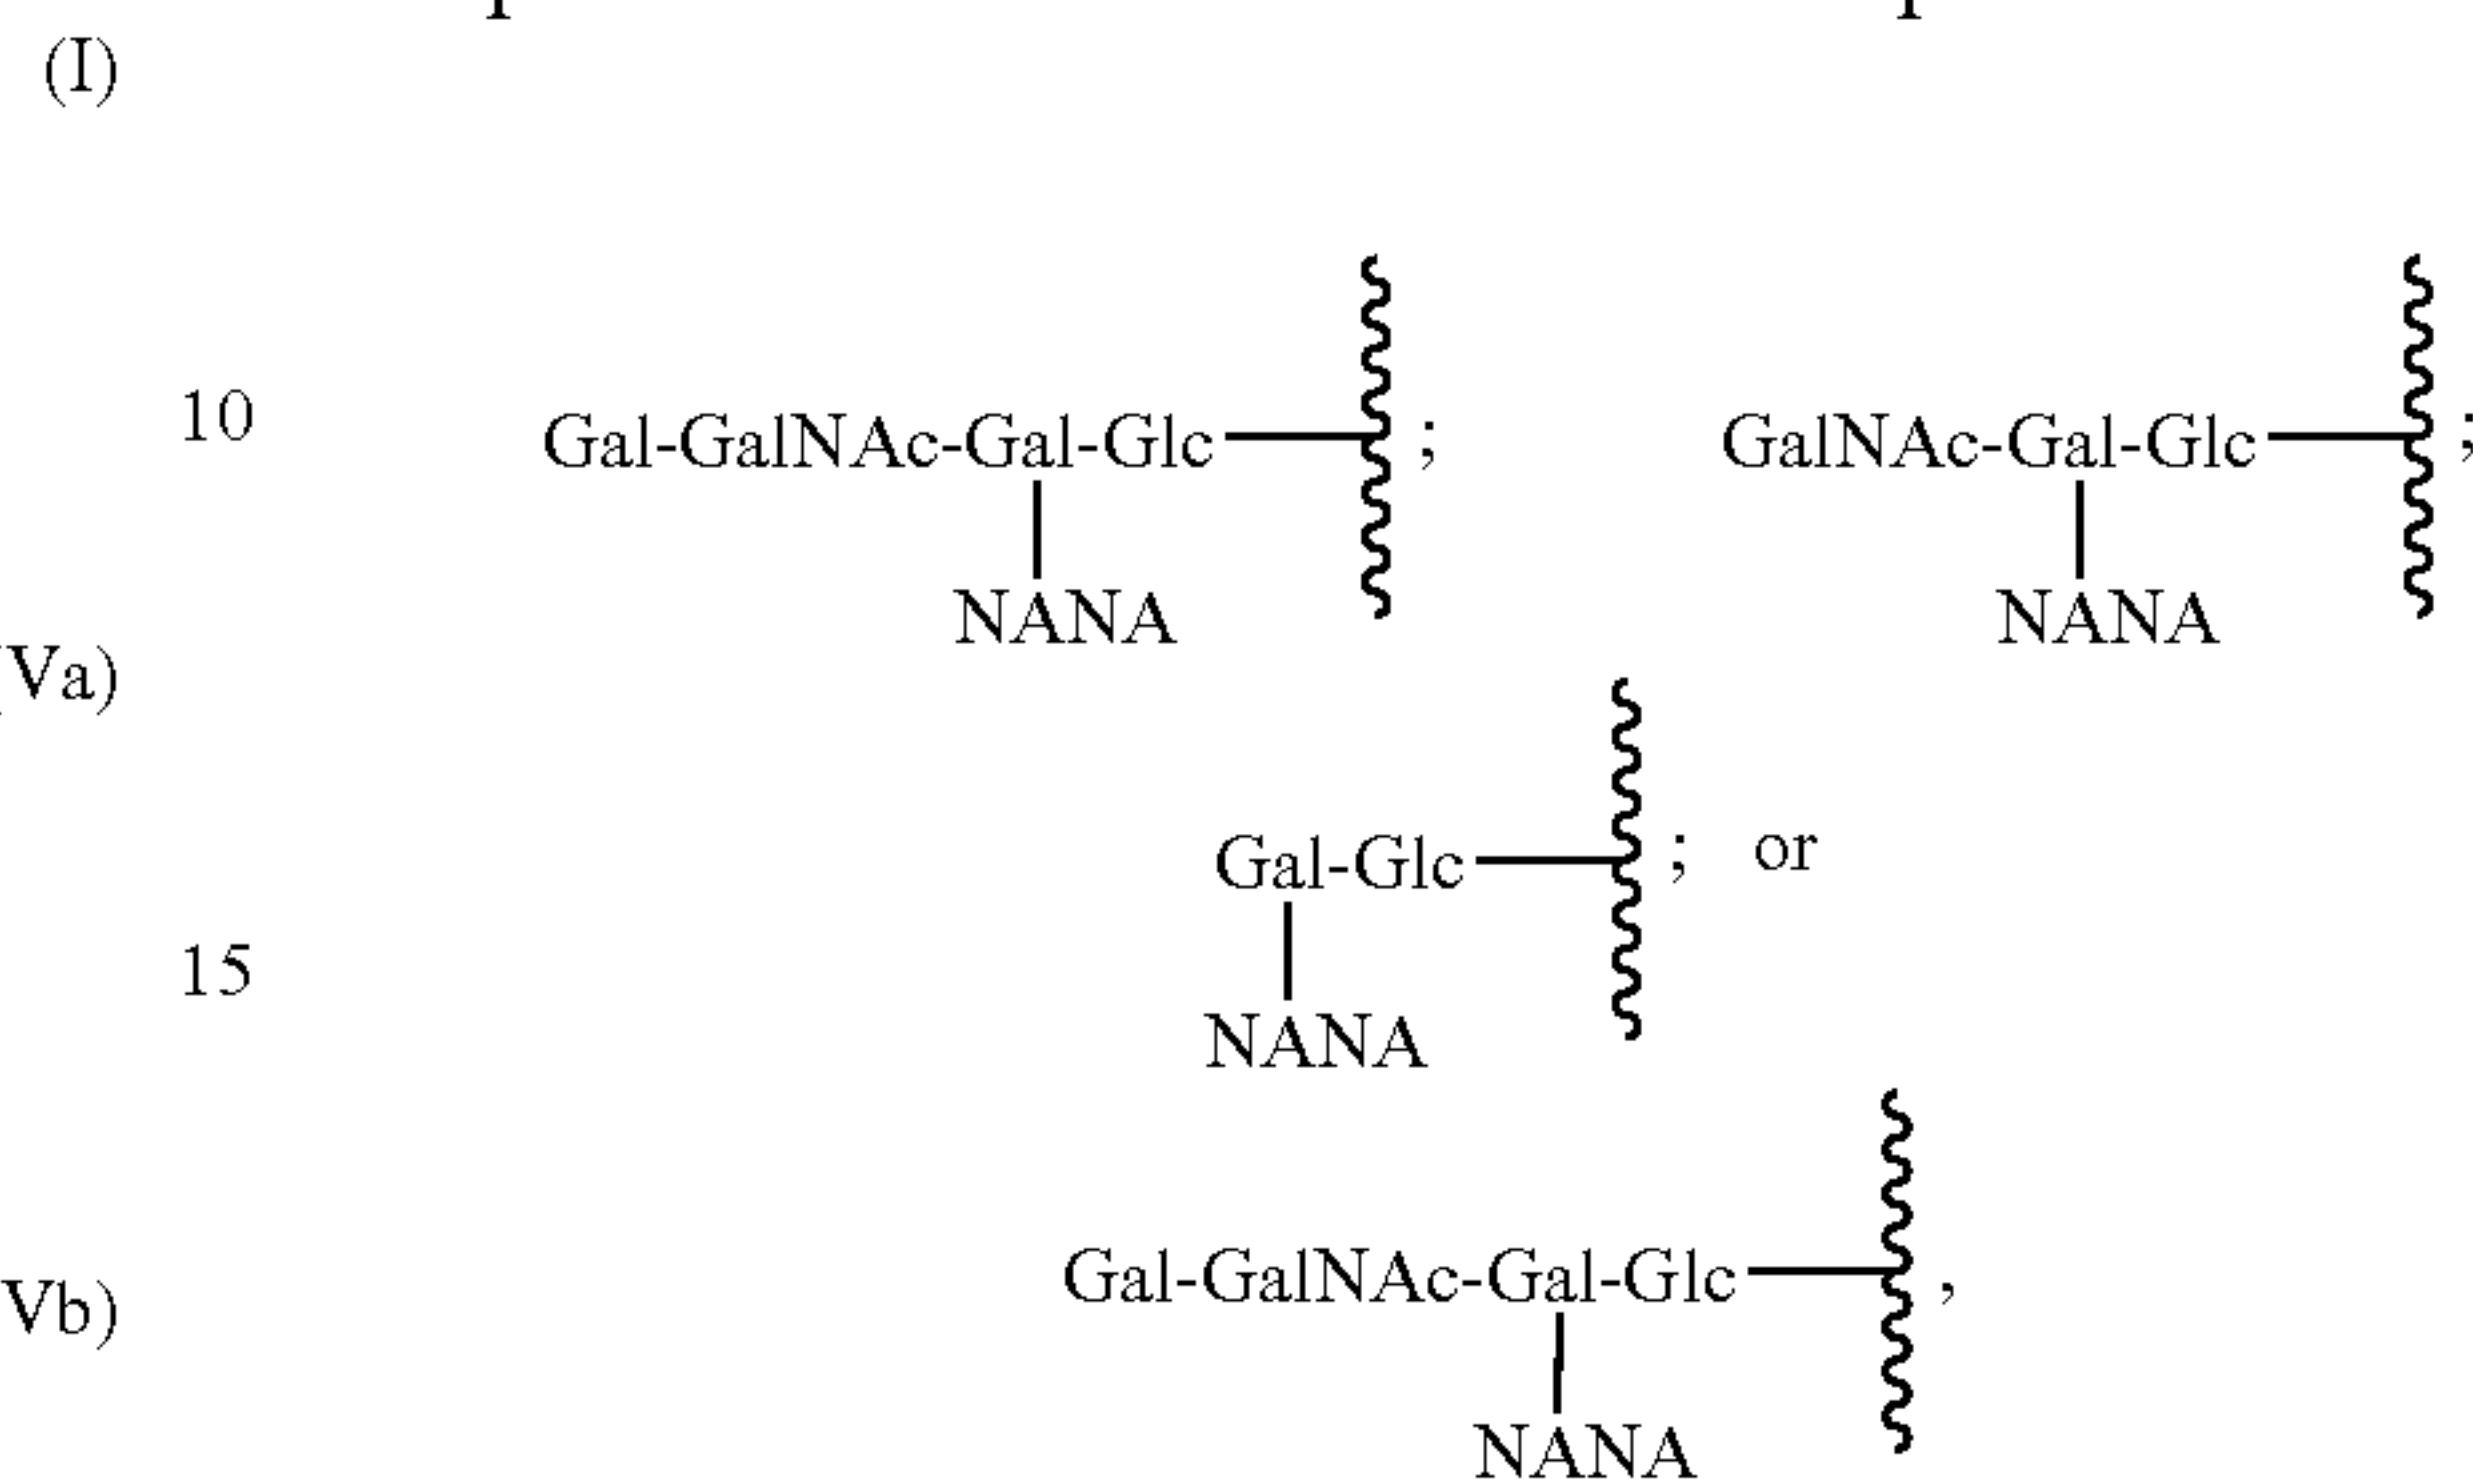 (I)
10 Gal-GalNAc-Gal-Glc ; GalNAc-Gal-Glc ;
NANA NANA
Va)
Gal-Glc ; or
15
NANA
Gal-GalNAc-Gal-Glc ,
Vb)
NANA